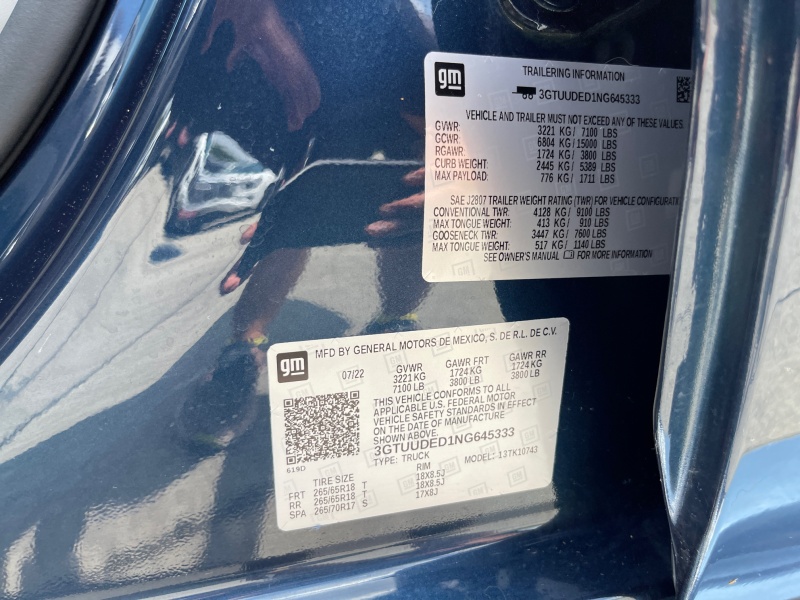 gm
TRAILERING INFORMATION
3GTUUDED1NG645333
VEHICLE AND TRAILER MUST NOT EXCEED ANY OF THESE VALUES.
GVWR: 3221 KG / 7100 LBS
GCWR: 6804 KG / 15000 LBS
RGAWR: 1724 KG / 3800 LBS
CURB WEIGHT: 2445 KG / 5389 LBS
MAX PAYLOAD: 776 KG / 1711 LBS
SAE J2807 TRAILER WEIGHT RATING (TWR) FOR VEHICLE CONFIGURATI
CONVENTIONAL TWR: 4128 KG / 9100 LBS
MAX TONGUE WEIGHT: 413 KG / 910 LBS
GOOSENECK TWR: 3447 KG / 7600 LBS
MAX TONGUE WEIGHT: 517 KG / 1140 LBS
SEE OWNER'S MANUAL FOR MORE INFORMATION
gm
MFD BY GENERAL MOTORS DE MEXICO, S. DE R.L. DE C.V.
07/22 GVWR GAWR FRT GAWR RR
3221 KG 1724 KG 1724 KG
7100 LB 3800 LB 3800 LB
THIS VEHICLE CONFORMS TO ALL
APPLICABLE U.S. FEDERAL MOTOR
VEHICLE SAFETY STANDARDS IN EFFECT
ON THE DATE OF MANUFACTURE
SHOWN ABOVE.
3GTUUDED1NG645333
619D
TYPE: TRUCK MODEL: 13TK10743
TIRE SIZE RIM
FRT 265/65R18 T 18X8.5J
RR 265/65R18 T 18X8.5J
SPA 265/70R17 S 17X8J